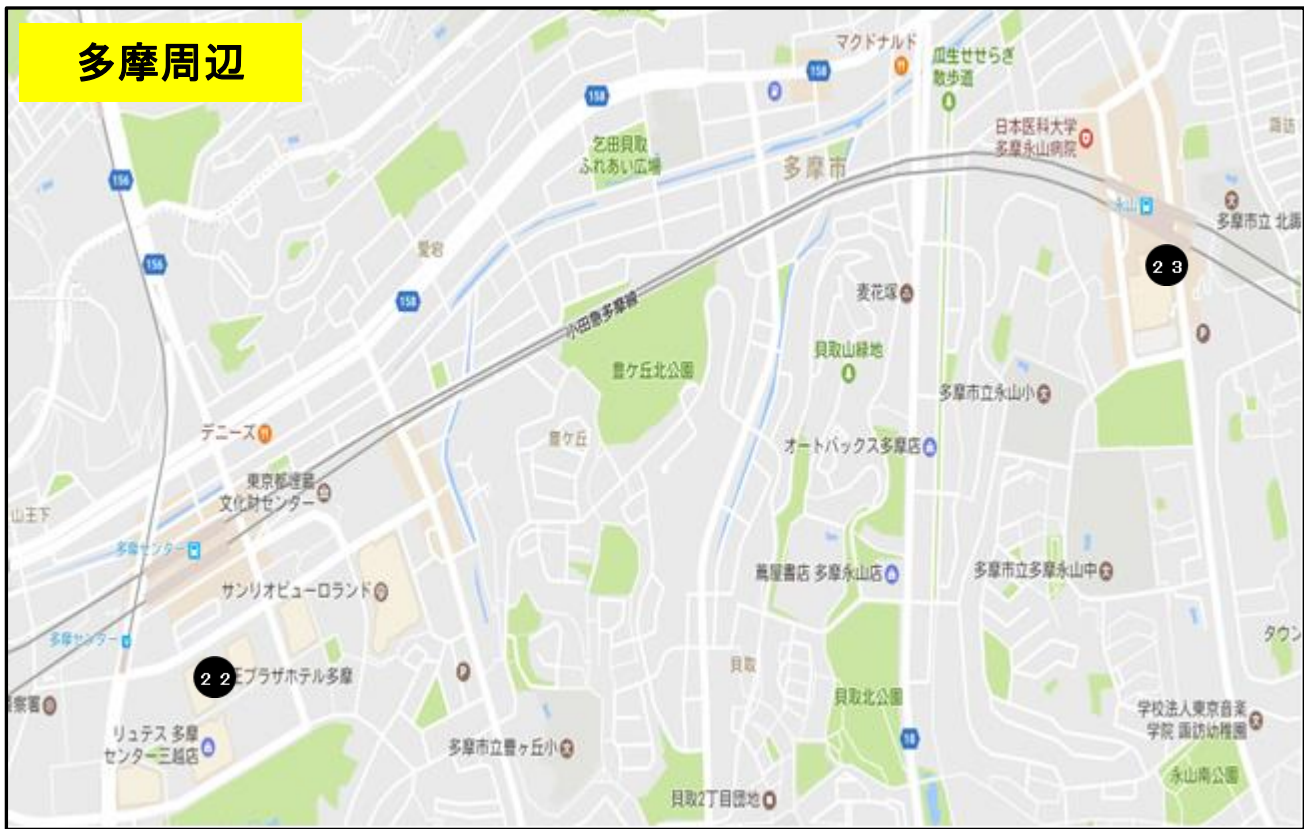 多摩周辺
マクドナルド
瓜生せせらぎ
散歩道
158
158
日本医科大学
多摩永山病院
諏訪
乞田貝取
ふれあい広場
多摩市
156
永山
多摩市立 北諏
愛宕
156
23
158
小田急多摩線
麦花塚
P
貝取山緑地
豊ケ丘北公園
多摩市立永山小
デニーズ
豊ケ丘
オートバックス多摩店
東京都埋蔵
文化財センター
山王下
多摩センター
サンリオピューロランド
蔦屋書店 多摩永山店
多摩市立多摩永山中
多摩センター
タウン
22
王プラザホテル多摩
P
貝取
貝取北公園
察署
学校法人東京音楽
学院 諏訪幼稚園
リュテス 多摩
センター三越店
多摩市立豊ヶ丘小
18
永山南公園
貝取2丁目団地